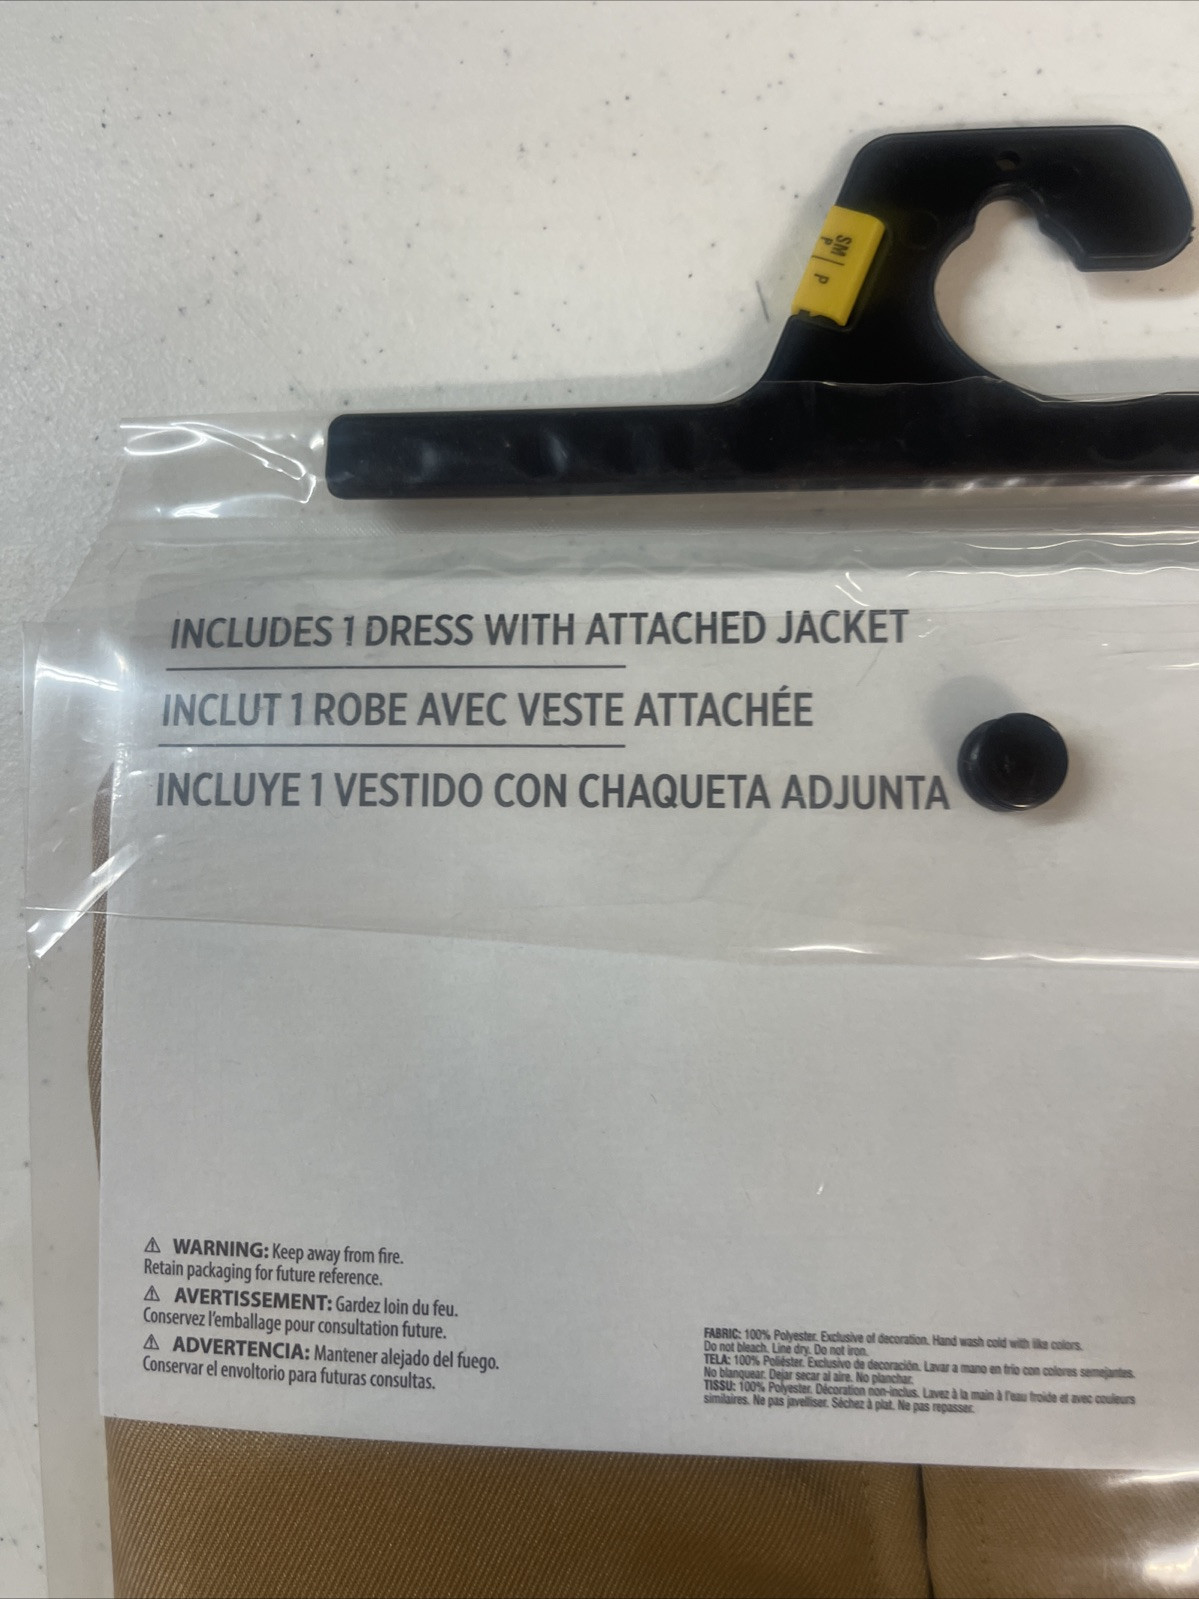 SM | P
P
INCLUDES 1 DRESS WITH ATTACHED JACKET
INCLUT 1 ROBE AVEC VESTE ATTACHÉE
INCLUYE 1 VESTIDO CON CHAQUETA ADJUNTA
⚠ WARNING: Keep away from fire.
Retain packaging for future reference.
⚠ AVERTISSEMENT: Gardez loin du feu.
Conservez l'emballage pour consultation future.
⚠ ADVERTENCIA: Mantener alejado del fuego.
Conservar el envoltorio para futuras consultas.
FABRIC: 100% Polyester. Exclusive of decoration. Hand wash cold with like colors.
Do not bleach. Line dry. Do not iron.
TELA: 100% Poliéster. Exclusivo de decoración. Lavar a mano en frío con colores semejantes.
No blanquear. Dejar secar al aire. No planchar.
TISSU: 100% Polyester. Décoration non-inclus. Lavez à la main à l'eau froide et avec couleurs
similaires. Ne pas javelliser. Séchez à plat. Ne pas repasser.